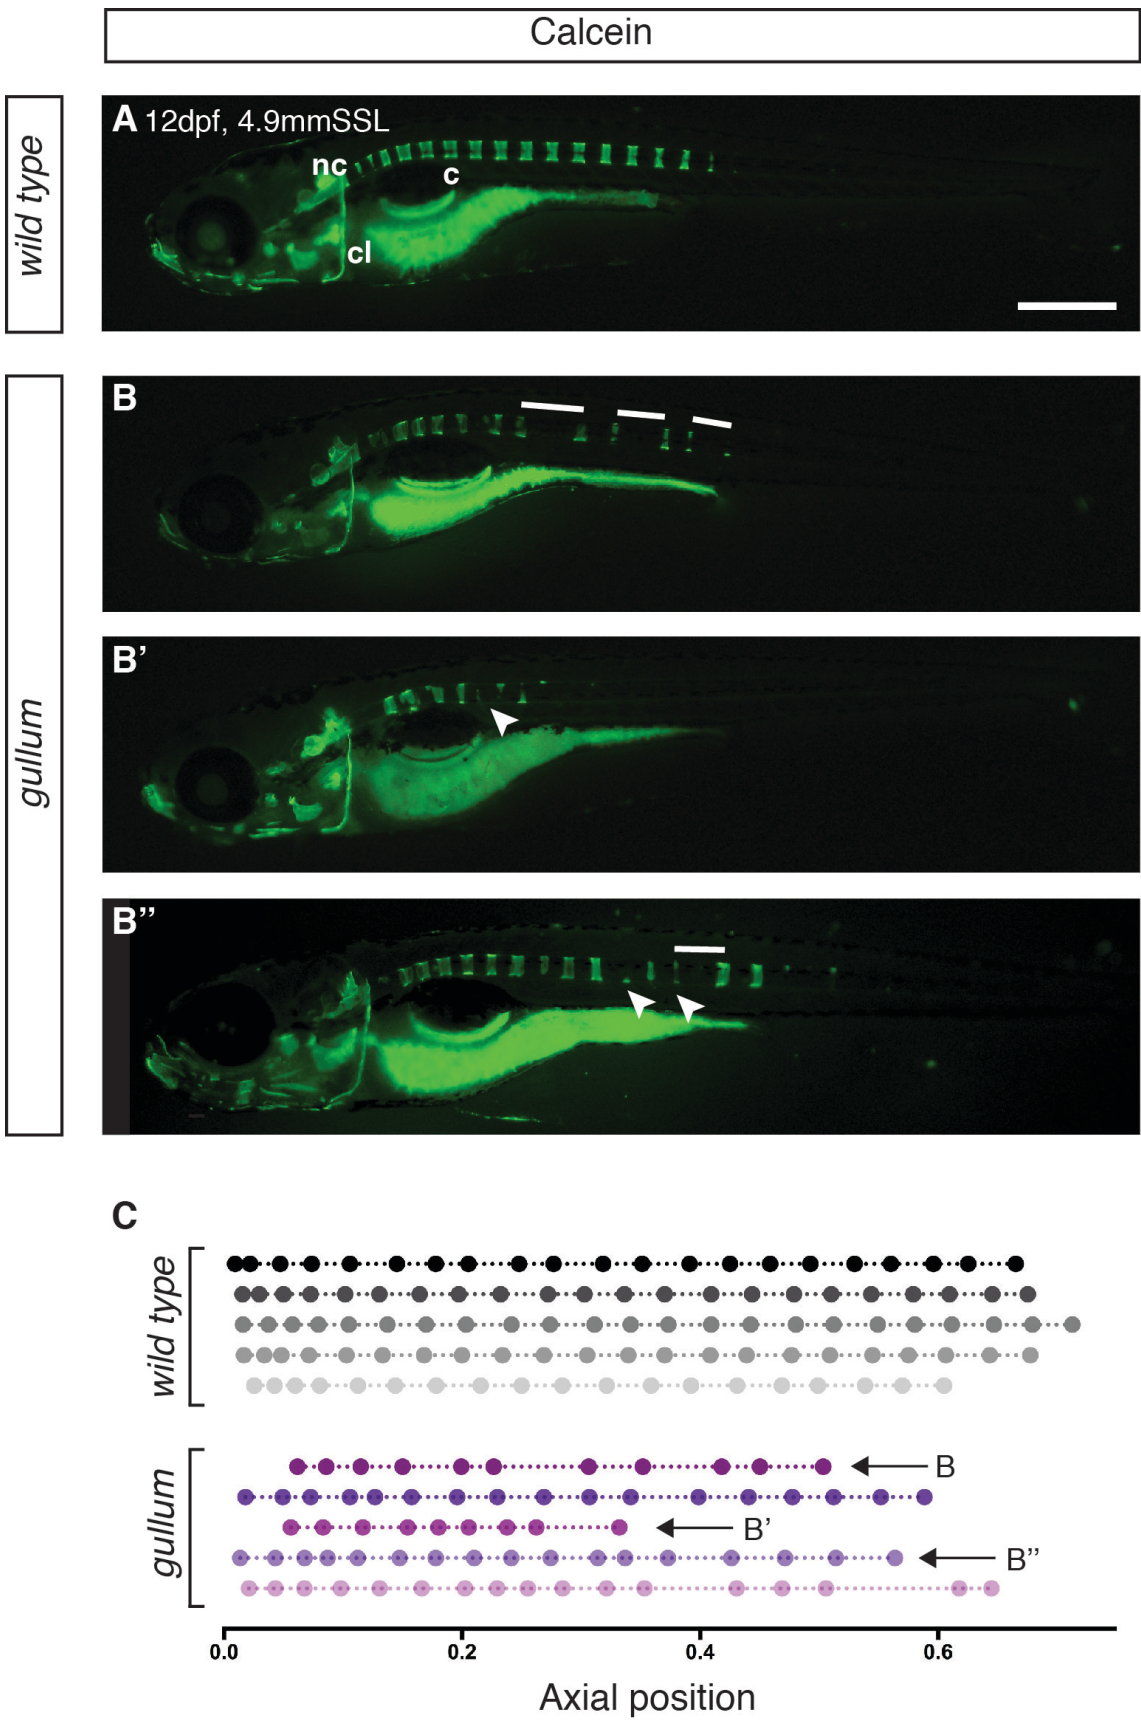 Calcein
wild type
A 12dpf, 4.9mmSSL
nc
c
cl
gullum
B
B’
B’’
C
wild type
gullum
B
B’
B’’
0.0 0.2 0.4 0.6
Axial position